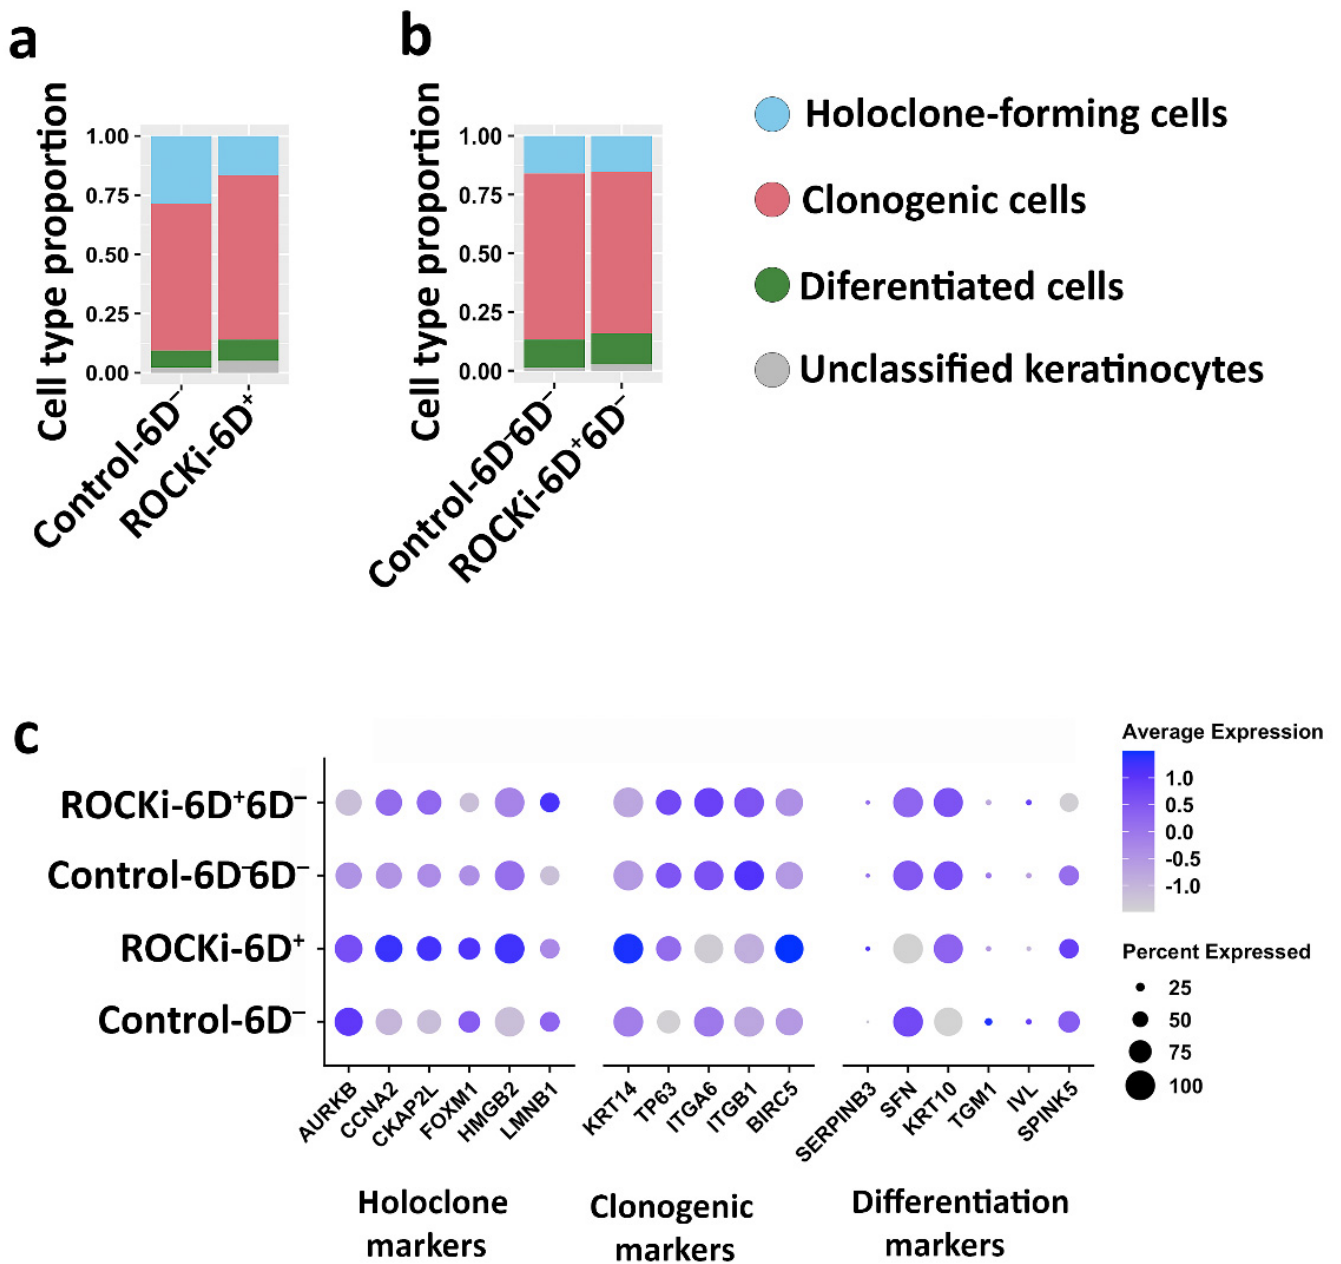 a
b
Cell type proportion
1.00
0.75
0.50
0.25
0.00
Control-6D⁻
ROCKi-6D⁺
Cell type proportion
1.00
0.75
0.50
0.25
0.00
Control-6D⁻6D⁻
ROCKi-6D⁺6D⁻
Holoclone-forming cells
Clonogenic cells
Diferentiated cells
Unclassified keratinocytes
c
ROCKi-6D⁺6D⁻
Control-6D⁻6D⁻
ROCKi-6D⁺
Control-6D⁻
AURKB
CCNA2
CKAP2L
FOXM1
HMGB2
LMNB1
KRT14
TP63
ITGA6
ITGB1
BIRC5
SERPINB3
SFN
KRT10
TGM1
IVL
SPINK5
Holoclone
markers
Clonogenic
markers
Differentiation
markers
Average Expression
1.0
0.5
0.0
-0.5
-1.0
Percent Expressed
25
50
75
100